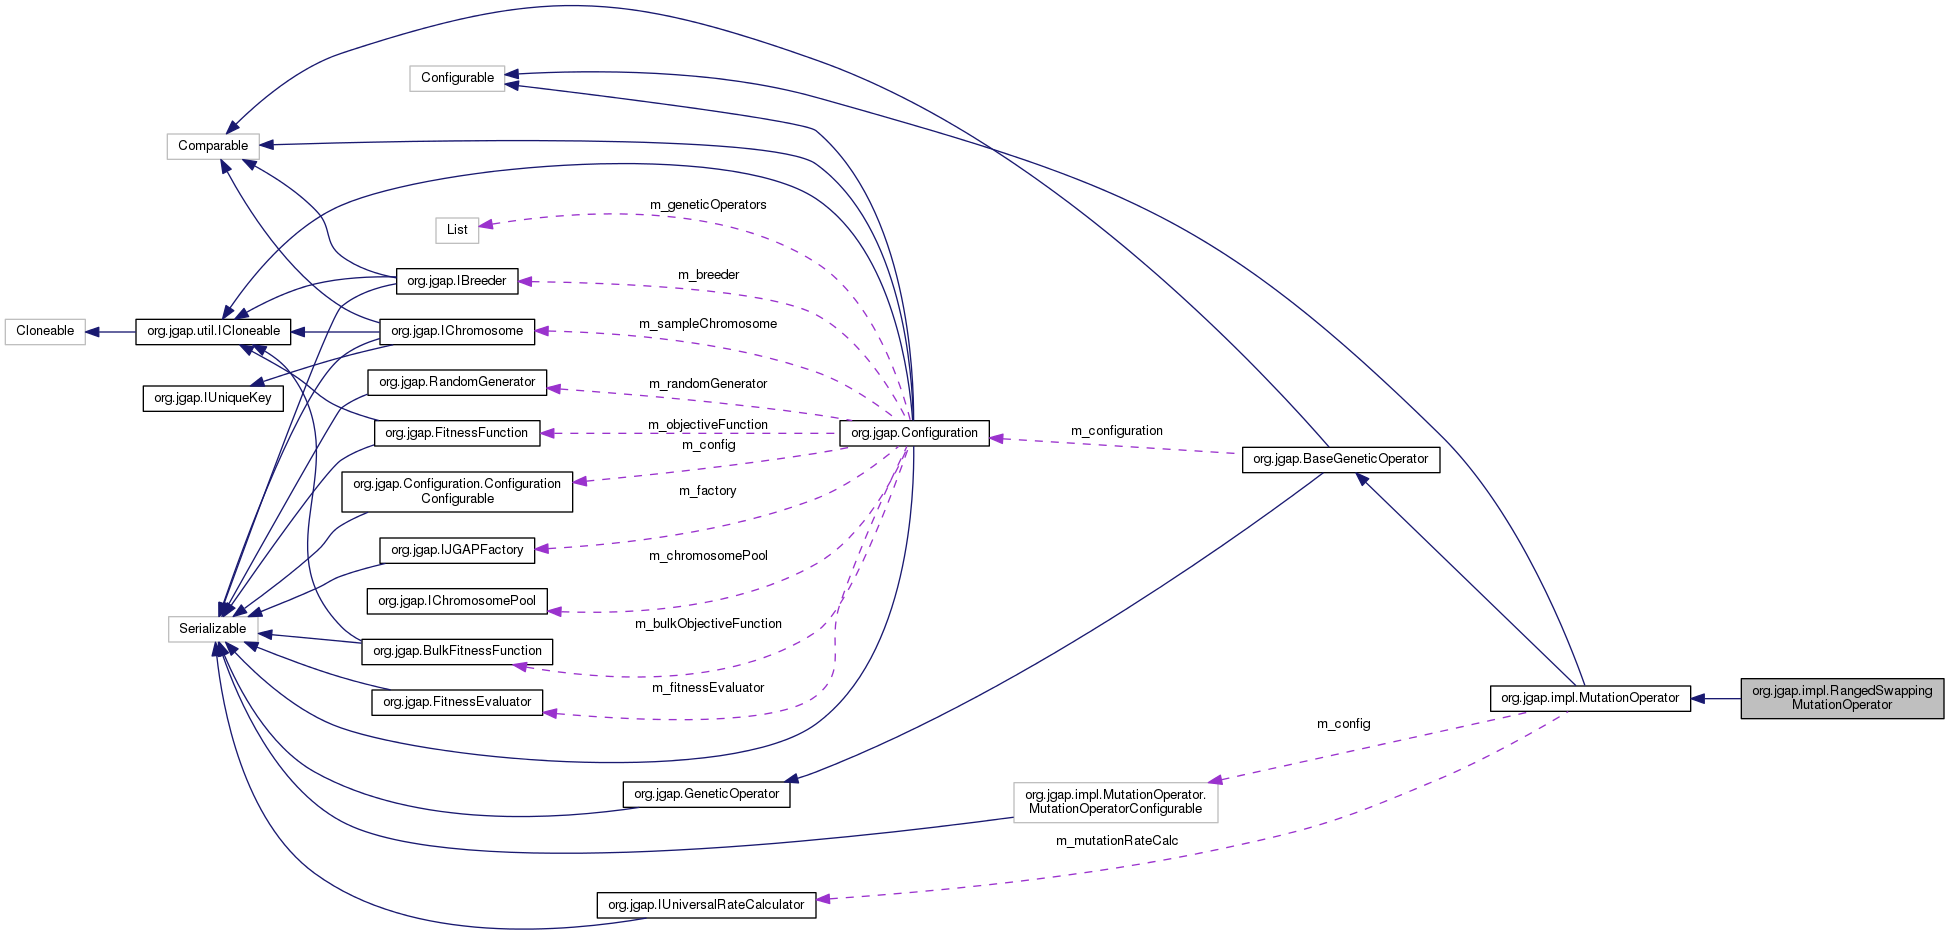 Configurable
Comparable
m_geneticOperators
List
m_breeder
org.jgap.IBreeder
m_sampleChromosome
Cloneable
org.jgap.util.ICloneable
org.jgap.IChromosome
m_randomGenerator
org.jgap.RandomGenerator
org.jgap.IUniqueKey
m_objectiveFunction
org.jgap.FitnessFunction
org.jgap.Configuration
m_configuration
m_config
org.jgap.BaseGeneticOperator
org.jgap.Configuration.Configuration
Configurable
m_factory
org.jgap.IJGAPFactory
m_chromosomePool
org.jgap.IChromosomePool
Serializable
m_bulkObjectiveFunction
org.jgap.BulkFitnessFunction
m_fitnessEvaluator
org.jgap.FitnessEvaluator
org.jgap.impl.MutationOperator
org.jgap.impl.RangedSwapping
MutationOperator
m_config
org.jgap.GeneticOperator
org.jgap.impl.MutationOperator.
MutationOperatorConfigurable
m_mutationRateCalc
org.jgap.IUniversalRateCalculator